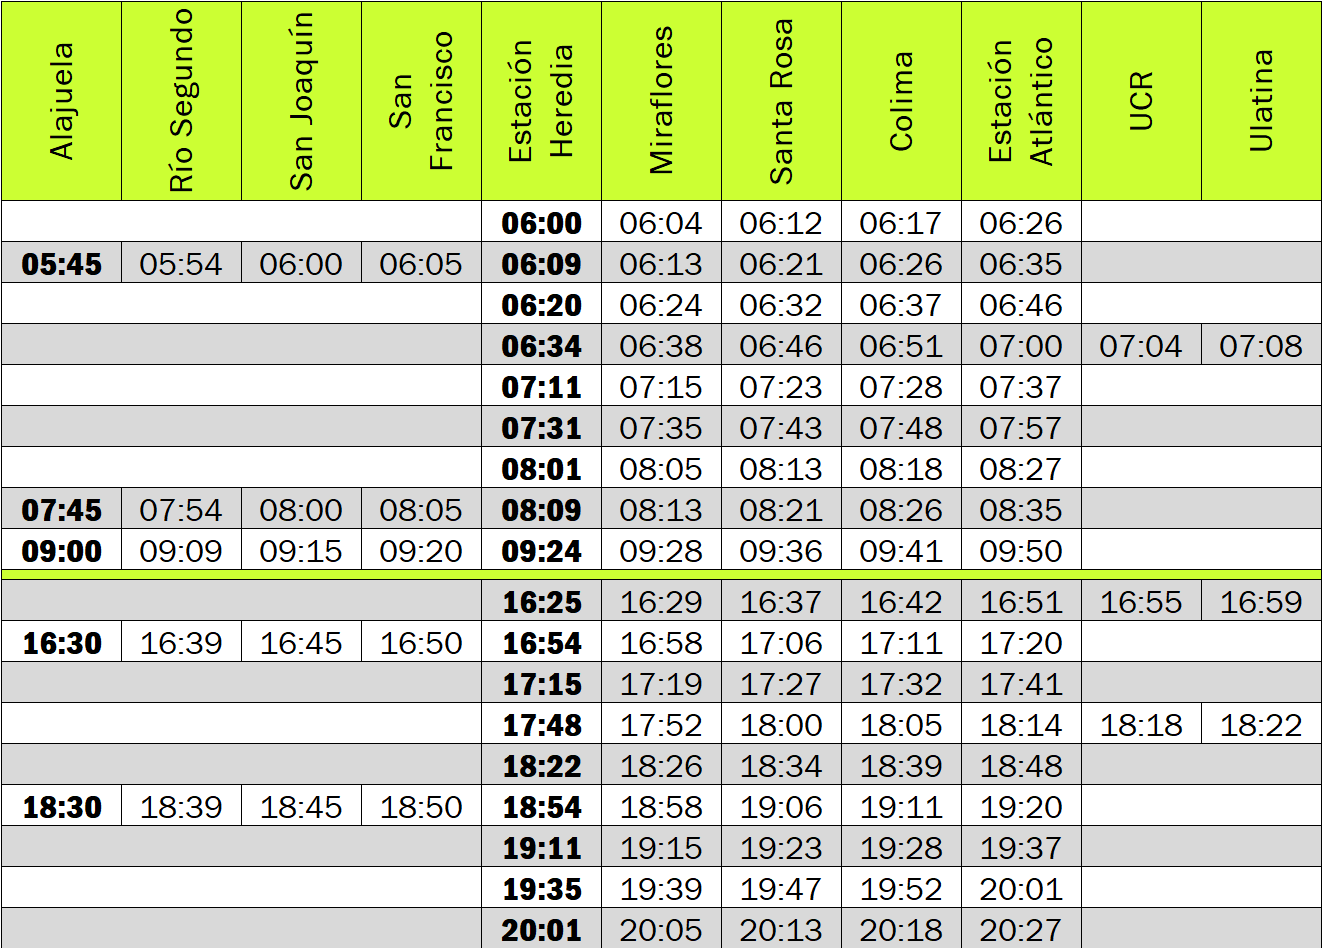 Alajuela Río Segundo San Joaquín San Francisco Estación Heredia Miraflores Santa Rosa Colima Estación Atlántico UCR Ulatina
06:00 06:04 06:12 06:17 06:26
05:45 05:54 06:00 06:05 06:09 06:13 06:21 06:26 06:35
06:20 06:24 06:32 06:37 06:46
06:34 06:38 06:46 06:51 07:00 07:04 07:08
07:11 07:15 07:23 07:28 07:37
07:31 07:35 07:43 07:48 07:57
08:01 08:05 08:13 08:18 08:27
07:45 07:54 08:00 08:05 08:09 08:13 08:21 08:26 08:35
09:00 09:09 09:15 09:20 09:24 09:28 09:36 09:41 09:50
16:25 16:29 16:37 16:42 16:51 16:55 16:59
16:30 16:39 16:45 16:50 16:54 16:58 17:06 17:11 17:20
17:15 17:19 17:27 17:32 17:41
17:48 17:52 18:00 18:05 18:14 18:18 18:22
18:22 18:26 18:34 18:39 18:48
18:30 18:39 18:45 18:50 18:54 18:58 19:06 19:11 19:20
19:11 19:15 19:23 19:28 19:37
19:35 19:39 19:47 19:52 20:01
20:01 20:05 20:13 20:18 20:27